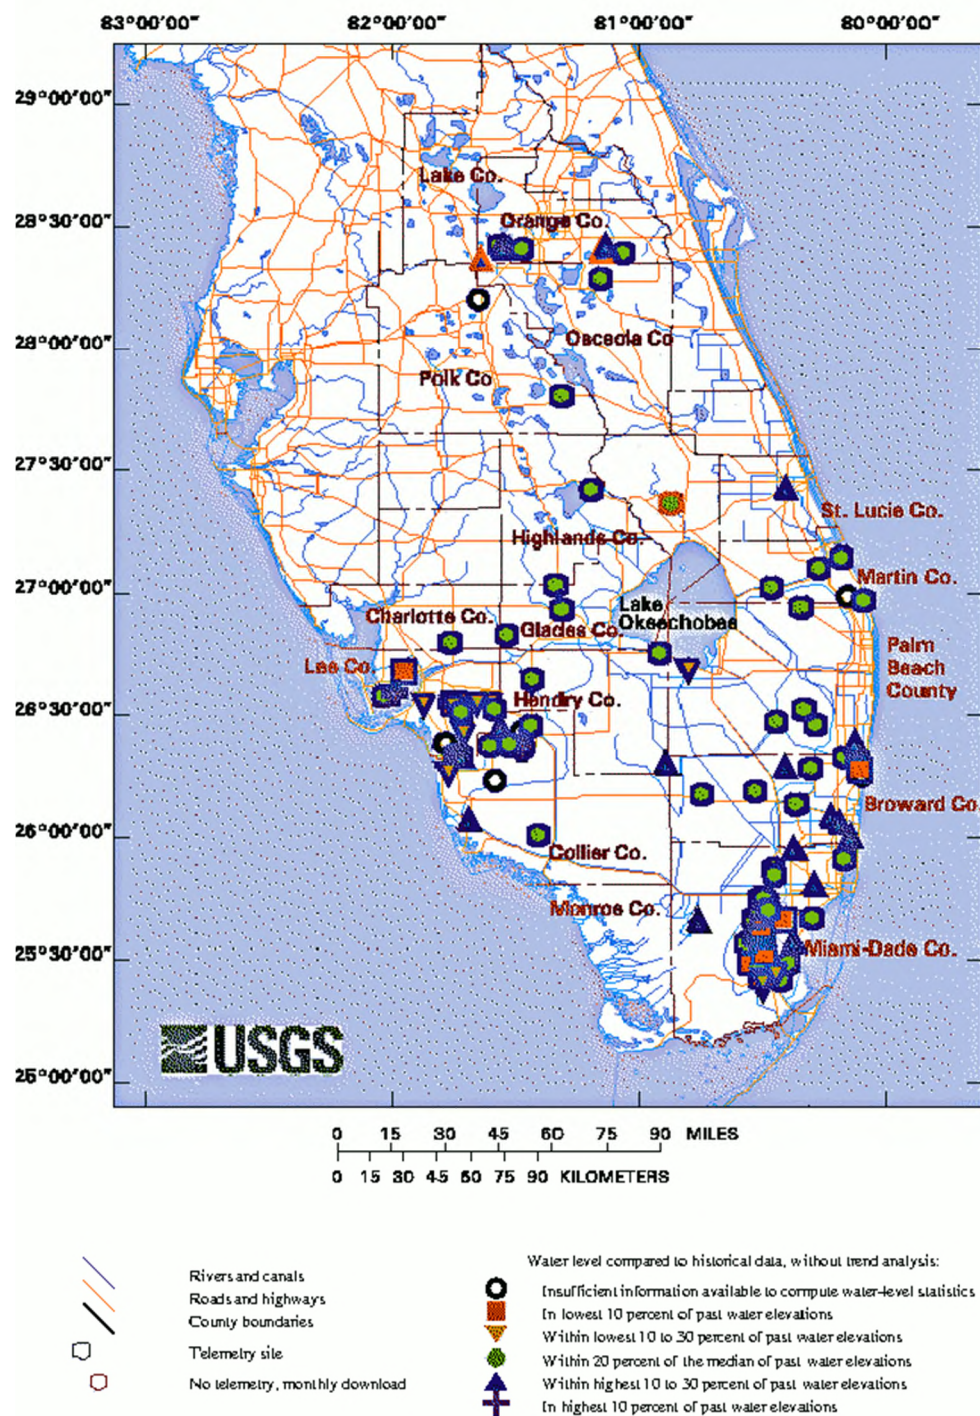 83°00'00" 82°00'00" 81°00'00" 80°00'00"
29°00'00"
Lake Co.
28°30'00"
Orange Co.
28°00'00"
Osceola Co
Polk Co
27°30'00"
St. Lucie Co.
Highlands Co.
27°00'00"
Martin Co.
Lake
Okeechobee
Charlotte Co.
Glades Co.
Palm
Beach
County
Lee Co.
Hendry Co.
26°30'00"
Broward Co.
26°00'00"
Collier Co.
Monroe Co.
Miami-Dade Co.
25°30'00"
USGS
25°00'00"
0 15 30 45 60 75 90 MILES
0 15 30 45 60 75 90 KILOMETERS
Rivers and canals
Roads and highways
County boundaries
Telemetry site
No telemetry, monthly download
Water level compared to historical data, without trend analysis:
Insufficient information available to compute water-level statistics
In lowest 10 percent of past water elevations
Within lowest 10 to 30 percent of past water elevations
Within 20 percent of the median of past water elevations
Within highest 10 to 30 percent of past water elevations
In highest 10 percent of past water elevations